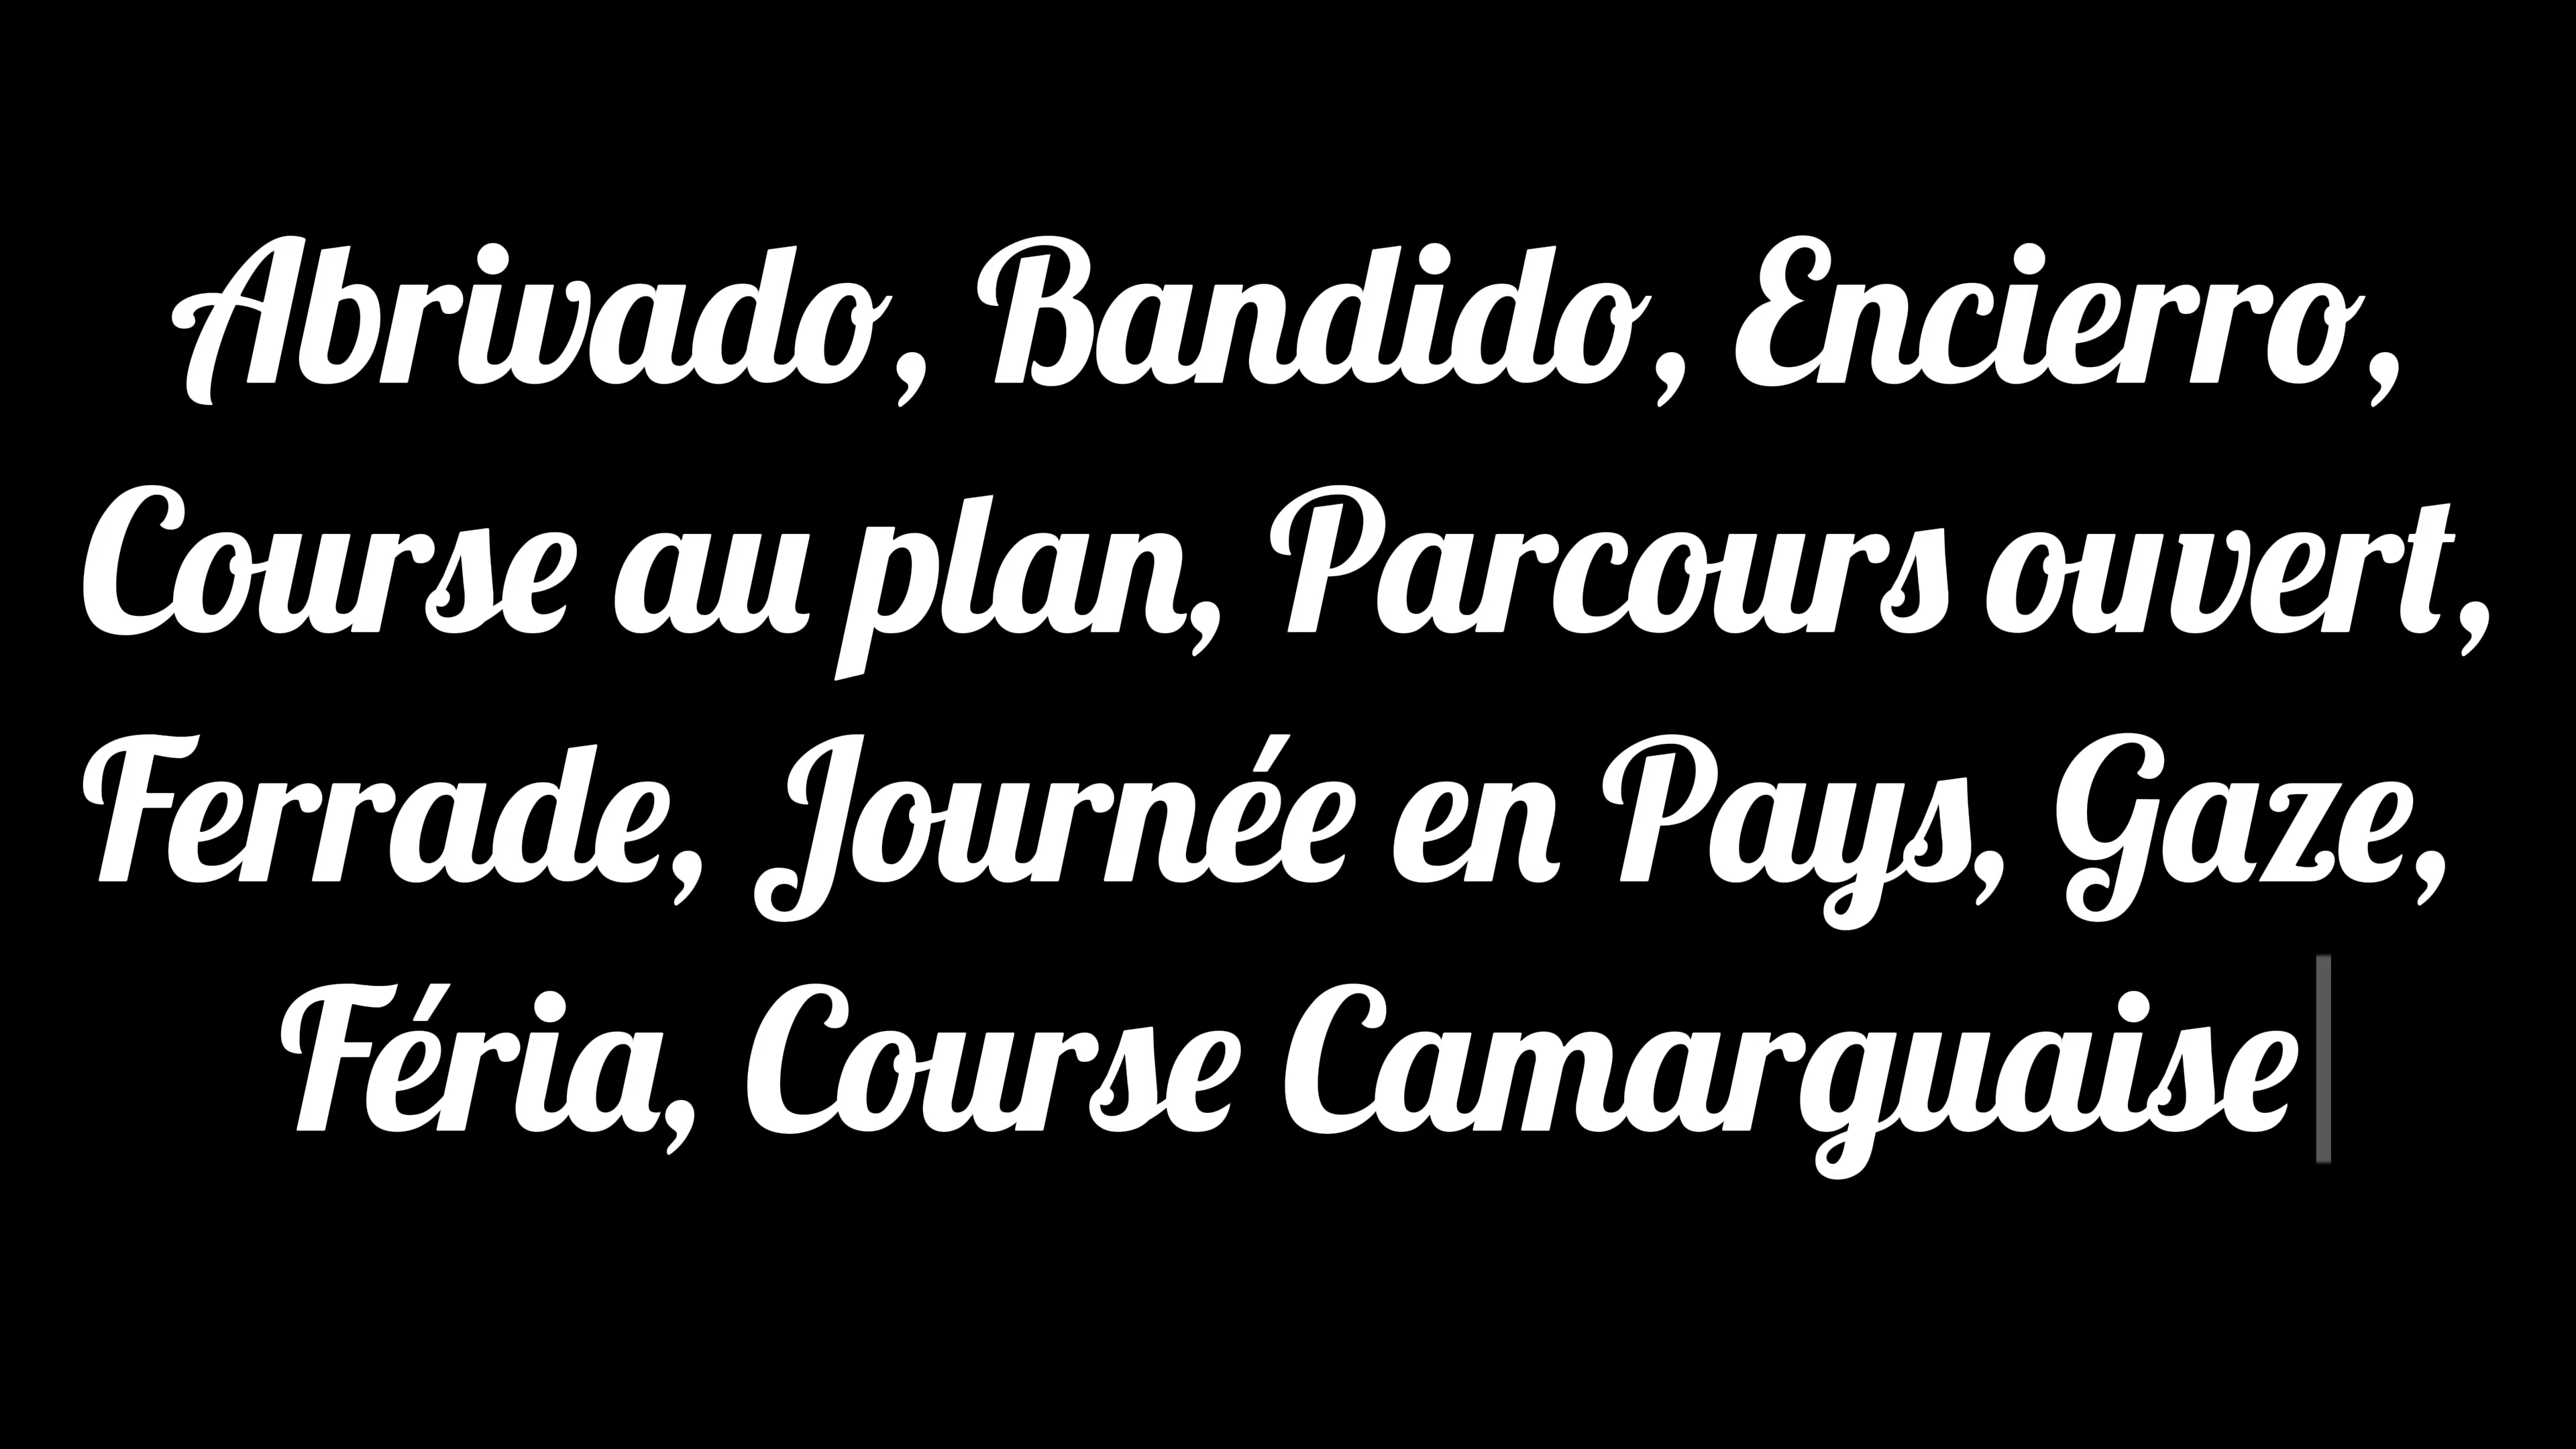 Abrivado, Bandido, Encierro,
Course au plan, Parcours ouvert,
Ferrade, Journée en Pays, Gaze,
Féria, Course Camarguaise